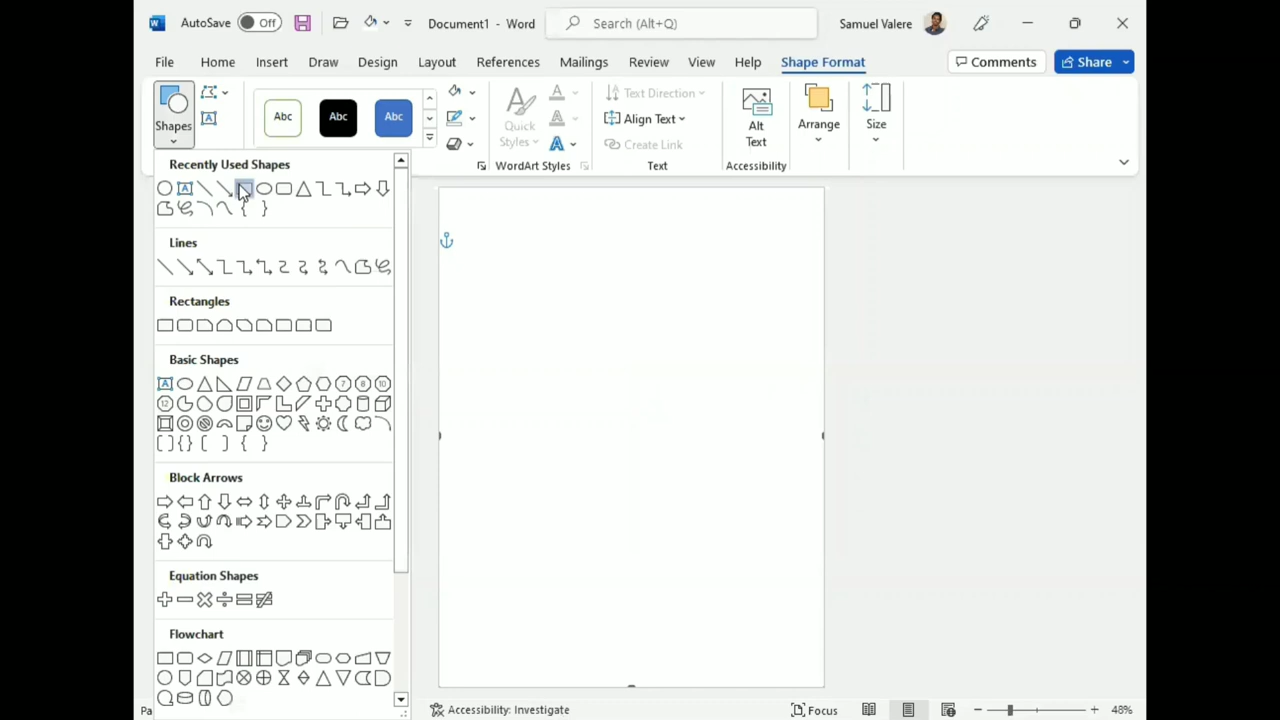 AutoSave Off Document1 - Word Search (Alt+Q) Samuel Valere
File Home Insert Draw Design Layout References Mailings Review View Help Shape Format Comments Share
Shapes
Abc Abc Abc
Quick
Styles
WordArt Styles
Text Direction
Align Text
Create Link
Text
Alt
Text
Accessibility
Arrange
Size
Recently Used Shapes
Lines
Rectangles
Basic Shapes
Block Arrows
Equation Shapes
Flowchart
Pa Accessibility: Investigate Focus 48%